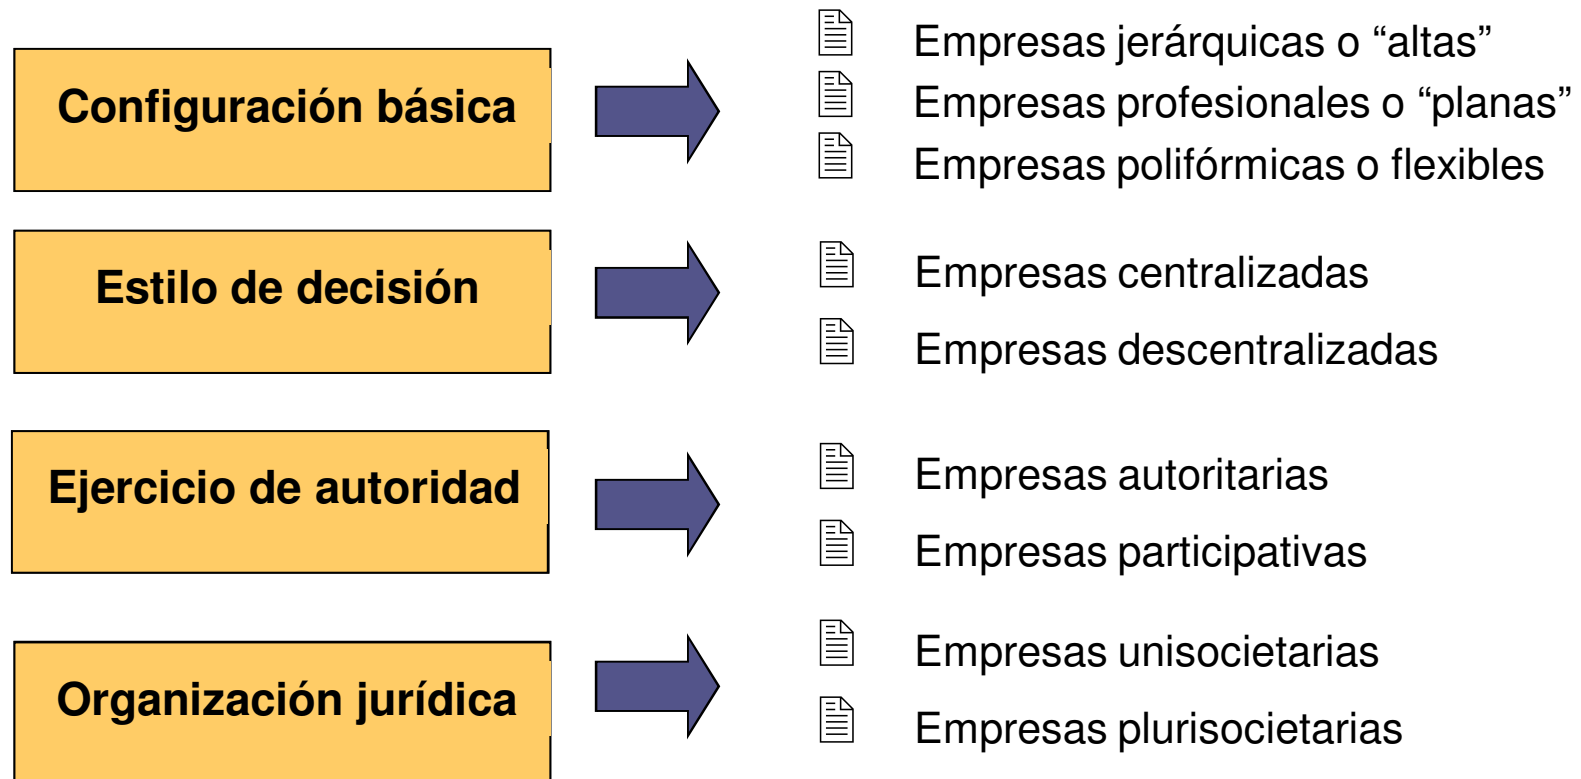 Configuración básica
Empresas jerárquicas o “altas”
Empresas profesionales o “planas”
Empresas polifórmicas o flexibles
Estilo de decisión
Empresas centralizadas
Empresas descentralizadas
Ejercicio de autoridad
Empresas autoritarias
Empresas participativas
Organización jurídica
Empresas unisocietarias
Empresas plurisocietarias